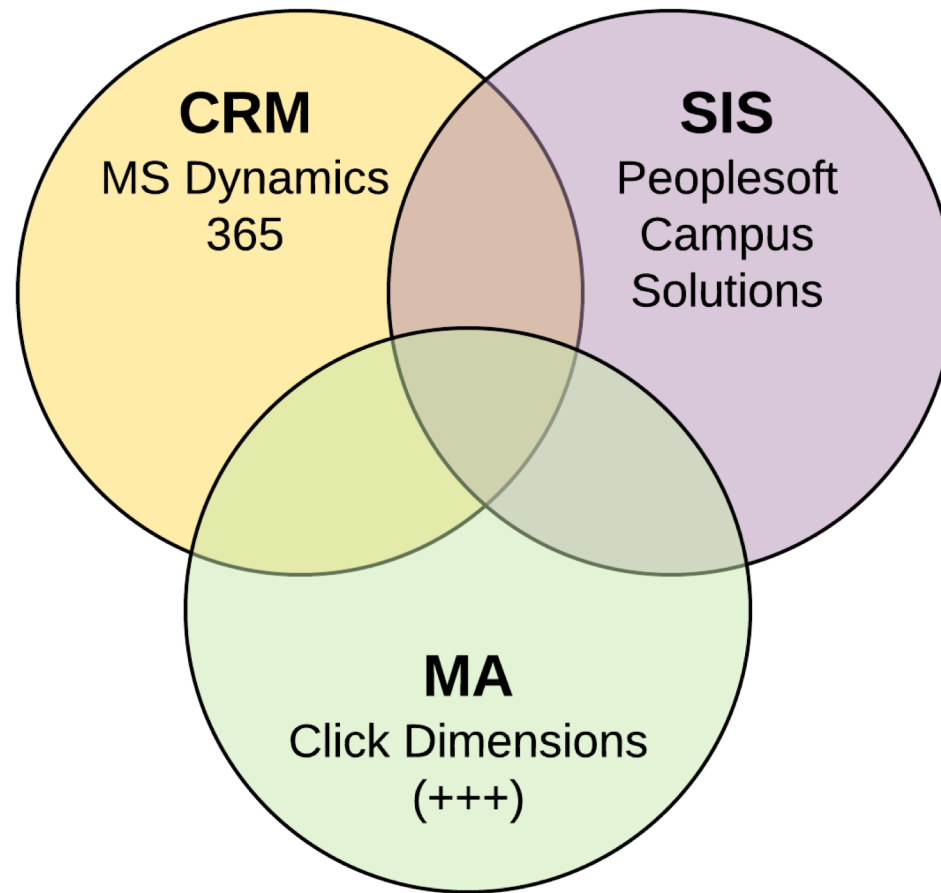 CRM
MS Dynamics
365
SIS
Peoplesoft
Campus
Solutions
MA
Click Dimensions
(+++)